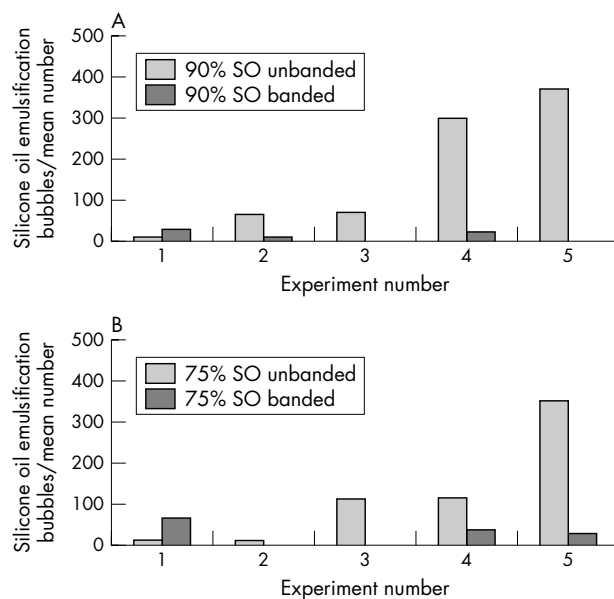 A
Silicone oil emulsification
bubbles/mean number
500
400
300
200
100
0
90% SO unbanded
90% SO banded
1 2 3 4 5
Experiment number
B
Silicone oil emulsification
bubbles/mean number
500
400
300
200
100
0
75% SO unbanded
75% SO banded
1 2 3 4 5
Experiment number